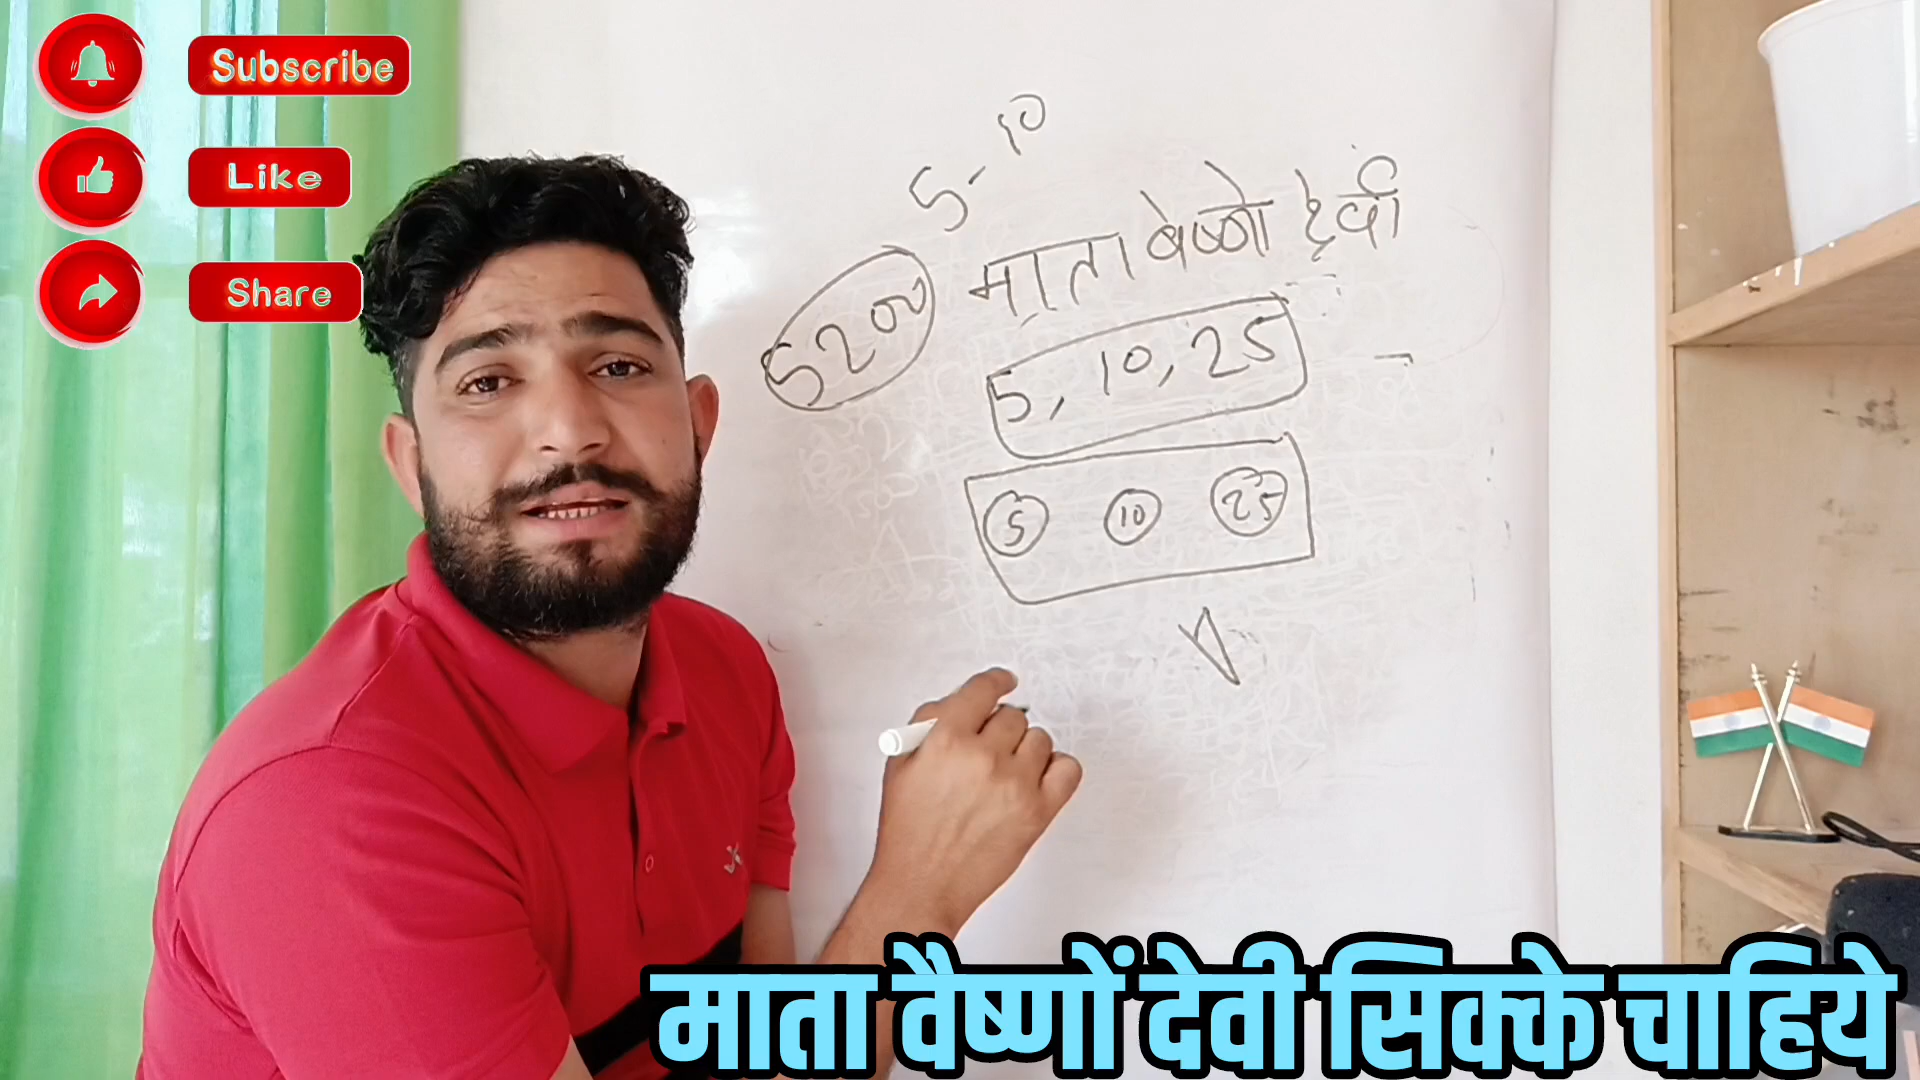 Subscribe
Like
Share
5-10
5200
माता वेष्णो देवी
5, 10, 25
5 10 25
माता वैष्णों देवी सिक्के चाहिये